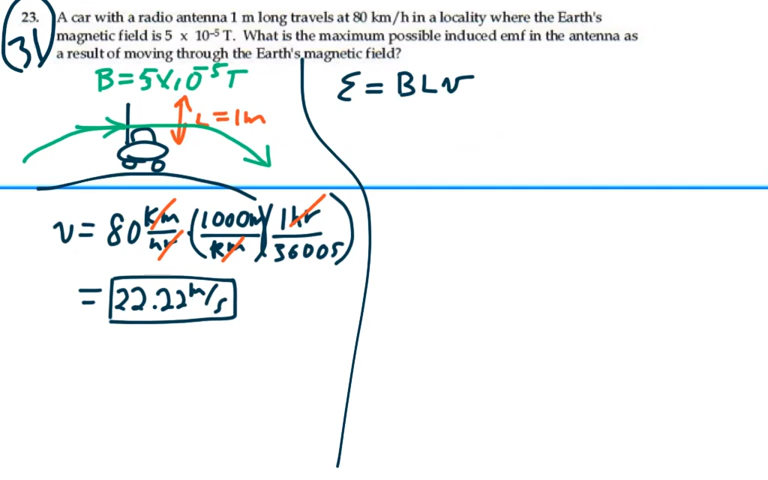 23. A car with a radio antenna 1 m long travels at 80 km/h in a locality where the Earth's
magnetic field is 5 x 10⁻⁵ T. What is the maximum possible induced emf in the antenna as
a result of moving through the Earth's magnetic field?
B=5x10⁻⁵T
L=1m
ε = BLv
v = 80 km/hr (1000m/km)(1hr/3600s)
= 22.22 m/s